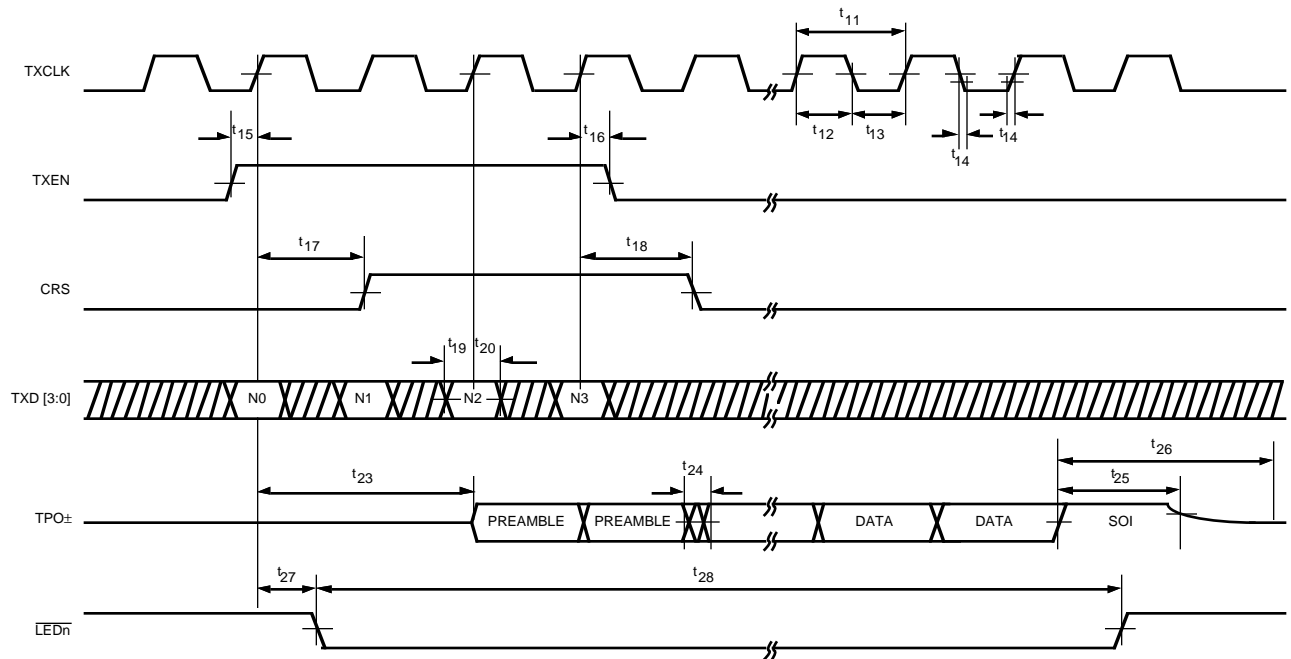 t11
TXCLK
t15
t16
t12
t13
t14
t14
TXEN
t17
t18
CRS
t19
t20
TXD [3:0]
N0
N1
N2
N3
t26
t23
t24
t25
TPO±
PREAMBLE
PREAMBLE
DATA
DATA
SOI
t27
t28
LEDn